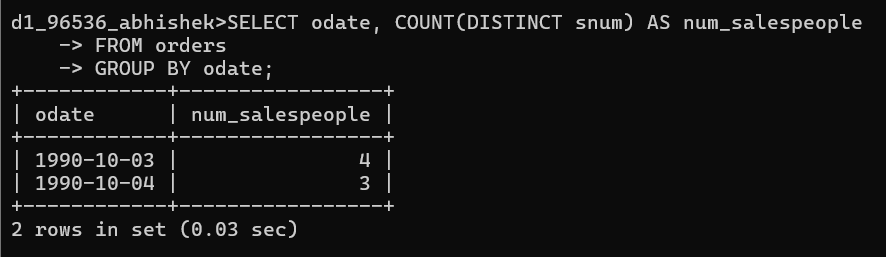 d1_96536_abhishek>SELECT odate, COUNT(DISTINCT snum) AS num_salespeople
    -> FROM orders
    -> GROUP BY odate;
+------------+-----------------+
| odate      | num_salespeople |
+------------+-----------------+
| 1990-10-03 |               4 |
| 1990-10-04 |               3 |
+------------+-----------------+
2 rows in set (0.03 sec)